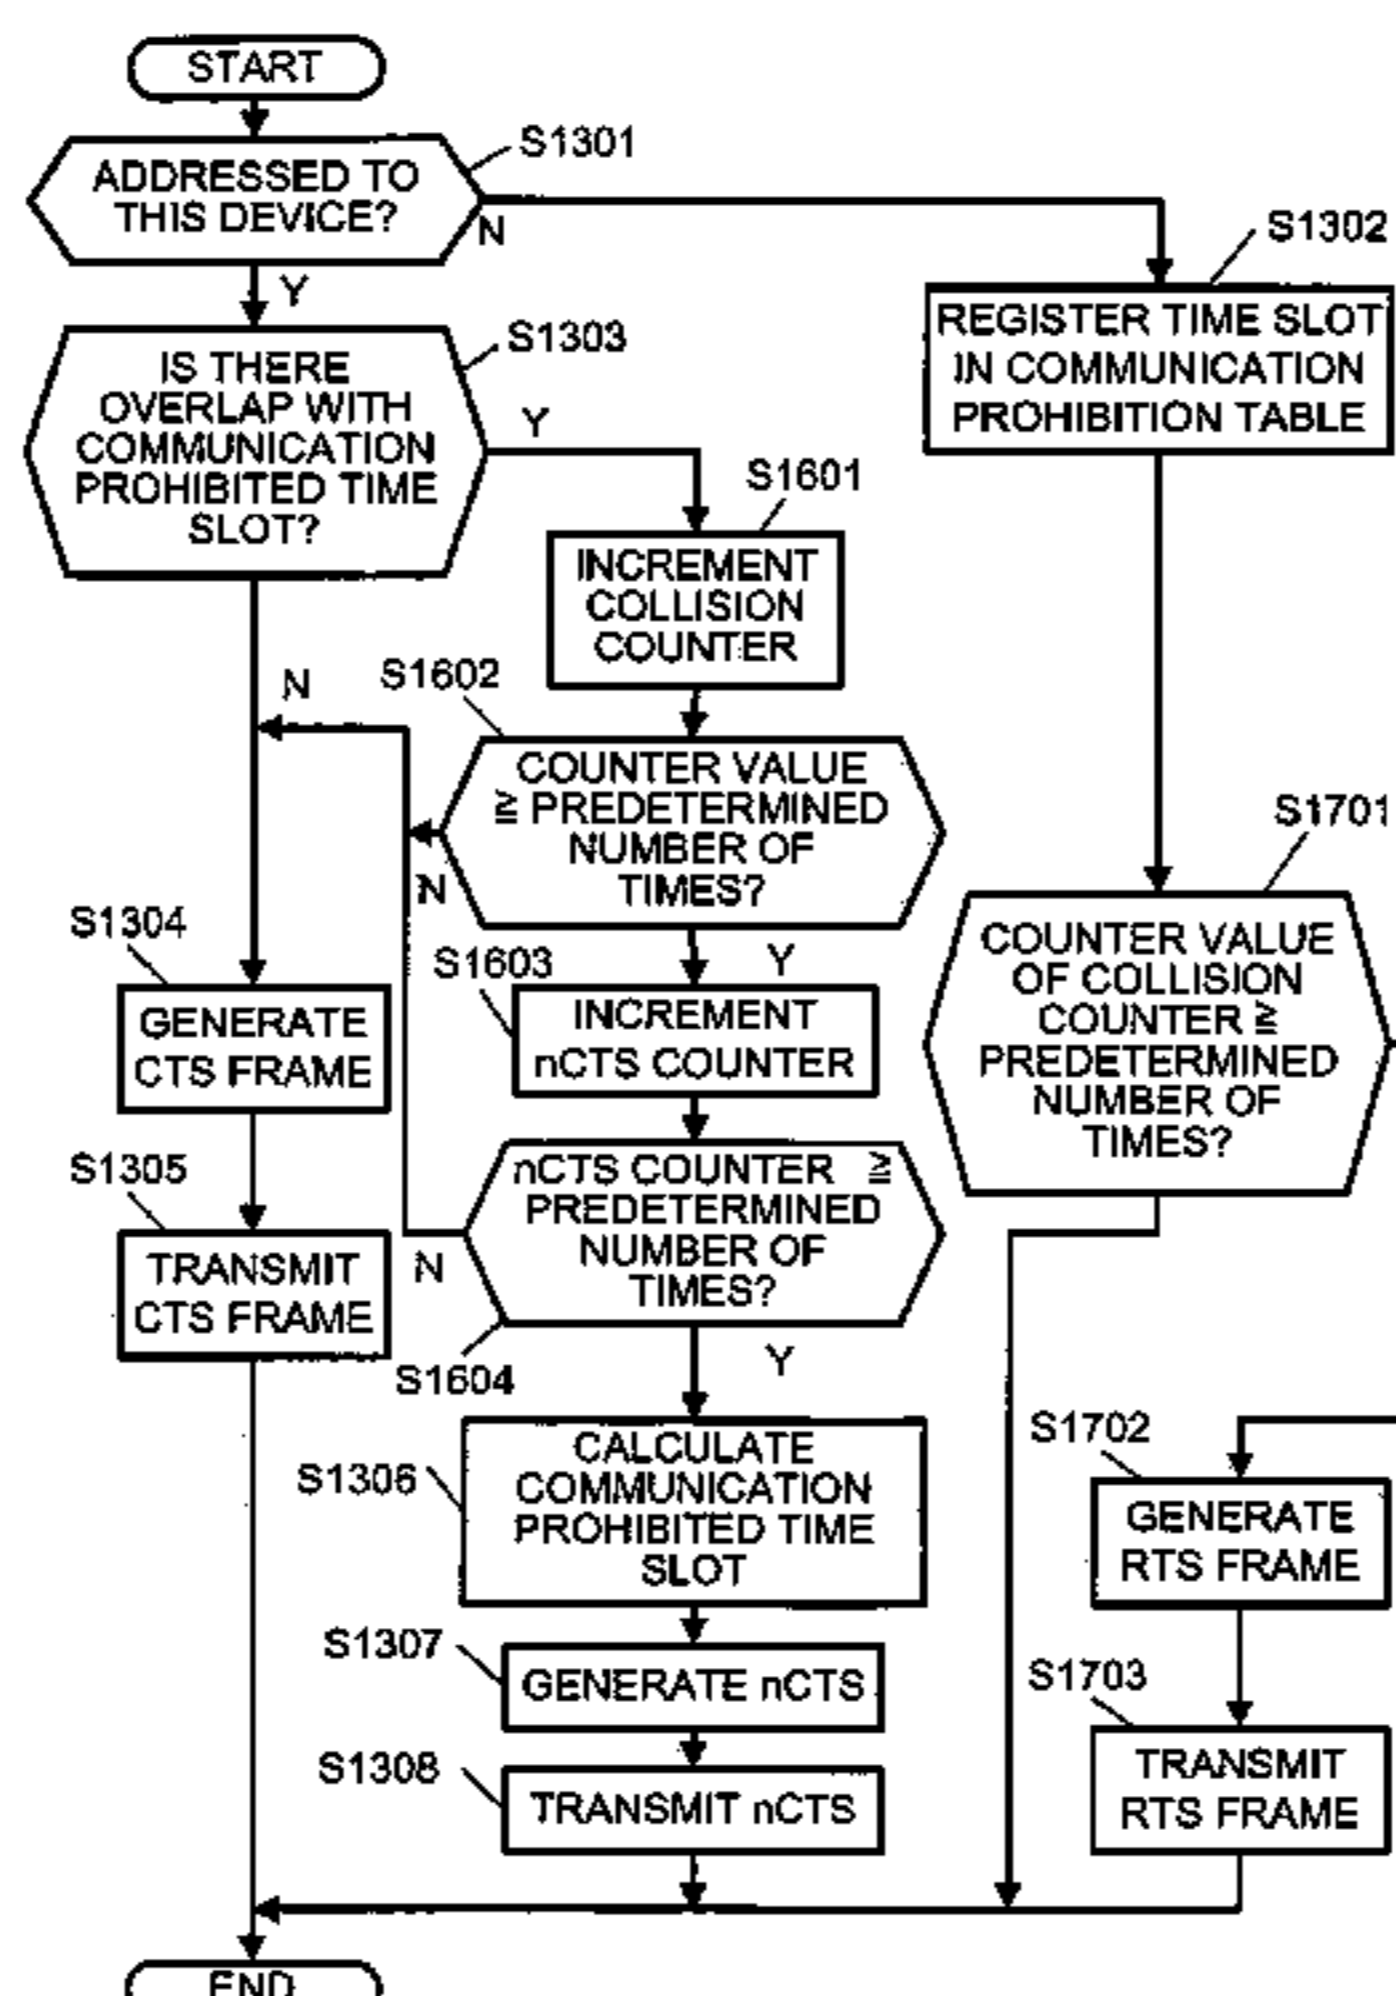 START
S1301
ADDRESSED TO
THIS DEVICE?
N
Y
S1302
REGISTER TIME SLOT
IN COMMUNICATION
PROHIBITION TABLE
S1303
IS THERE
OVERLAP WITH
COMMUNICATION
PROHIBITED TIME
SLOT?
Y
N
S1601
INCREMENT
COLLISION
COUNTER
S1602
COUNTER VALUE
≧ PREDETERMINED
NUMBER OF
TIMES?
N
Y
S1701
COUNTER VALUE
OF COLLISION
COUNTER ≧
PREDETERMINED
NUMBER OF
TIMES?
S1304
GENERATE
CTS FRAME
S1603
INCREMENT
nCTS COUNTER
S1305
TRANSMIT
CTS FRAME
nCTS COUNTER ≧
PREDETERMINED
NUMBER OF
TIMES?
N
S1604
Y
S1306
CALCULATE
COMMUNICATION
PROHIBITED TIME
SLOT
S1702
GENERATE
RTS FRAME
S1307
GENERATE nCTS
S1703
TRANSMIT
RTS FRAME
S1308
TRANSMIT nCTS
END